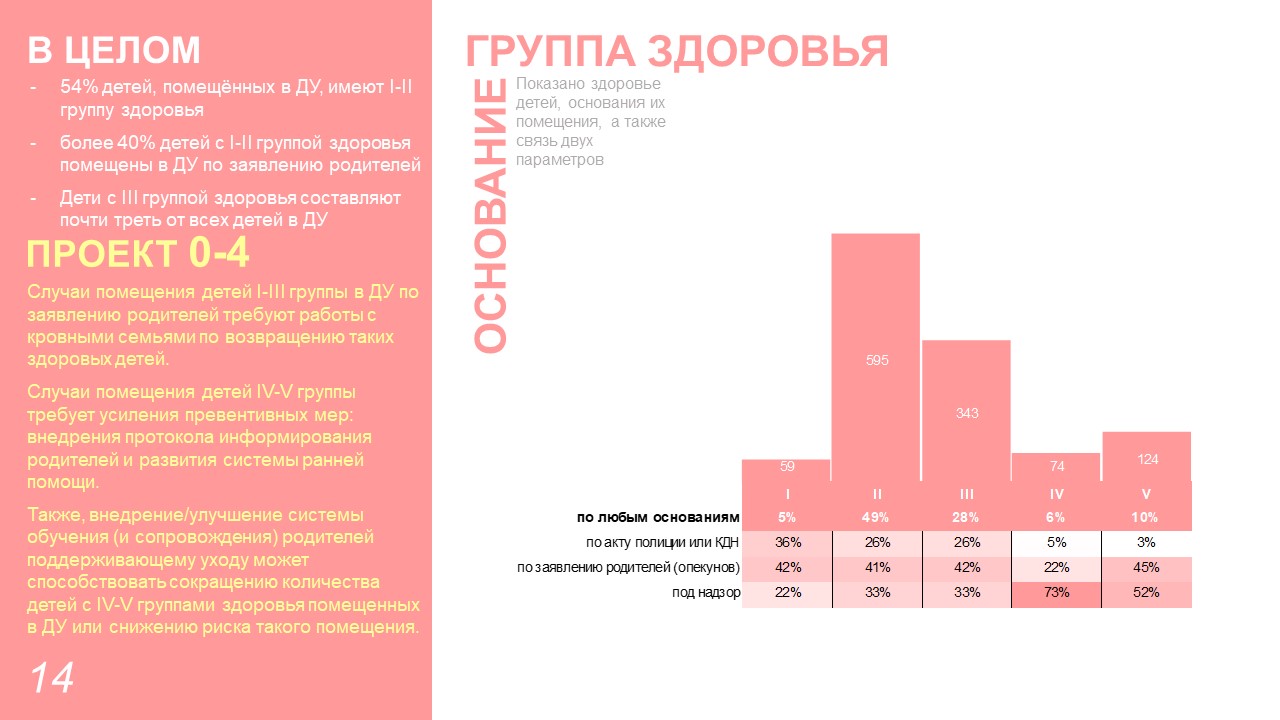 В ЦЕЛОМ
- 54% детей, помещённых в ДУ, имеют I-II
группу здоровья
- более 40% детей с I-II группой здоровья
помещены в ДУ по заявлению родителей
- Дети с III группой здоровья составляют
почти треть от всех детей в ДУ
ПРОЕКТ 0-4
Случаи помещения детей I-III группы в ДУ по
заявлению родителей требуют работы с
кровными семьями по возвращению таких
здоровых детей.
Случаи помещения детей IV-V группы
требует усиления превентивных мер:
внедрения протокола информирования
родителей и развития системы ранней
помощи.
Также, внедрение/улучшение системы
обучения (и сопровождения) родителей
поддерживающему уходу может
способствовать сокращению количества
детей с IV-V группами здоровья помещенных
в ДУ или снижению риска такого помещения.
14
ГРУППА ЗДОРОВЬЯ
ОСНОВАНИЕ
Показано здоровье
детей, основания их
помещения, а также
связь двух
параметров
59 595 343 74 124
I II III IV V
по любым основаниям 5% 49% 28% 6% 10%
по акту полиции или КДН 36% 26% 26% 5% 3%
по заявлению родителей (опекунов) 42% 41% 42% 22% 45%
под надзор 22% 33% 33% 73% 52%